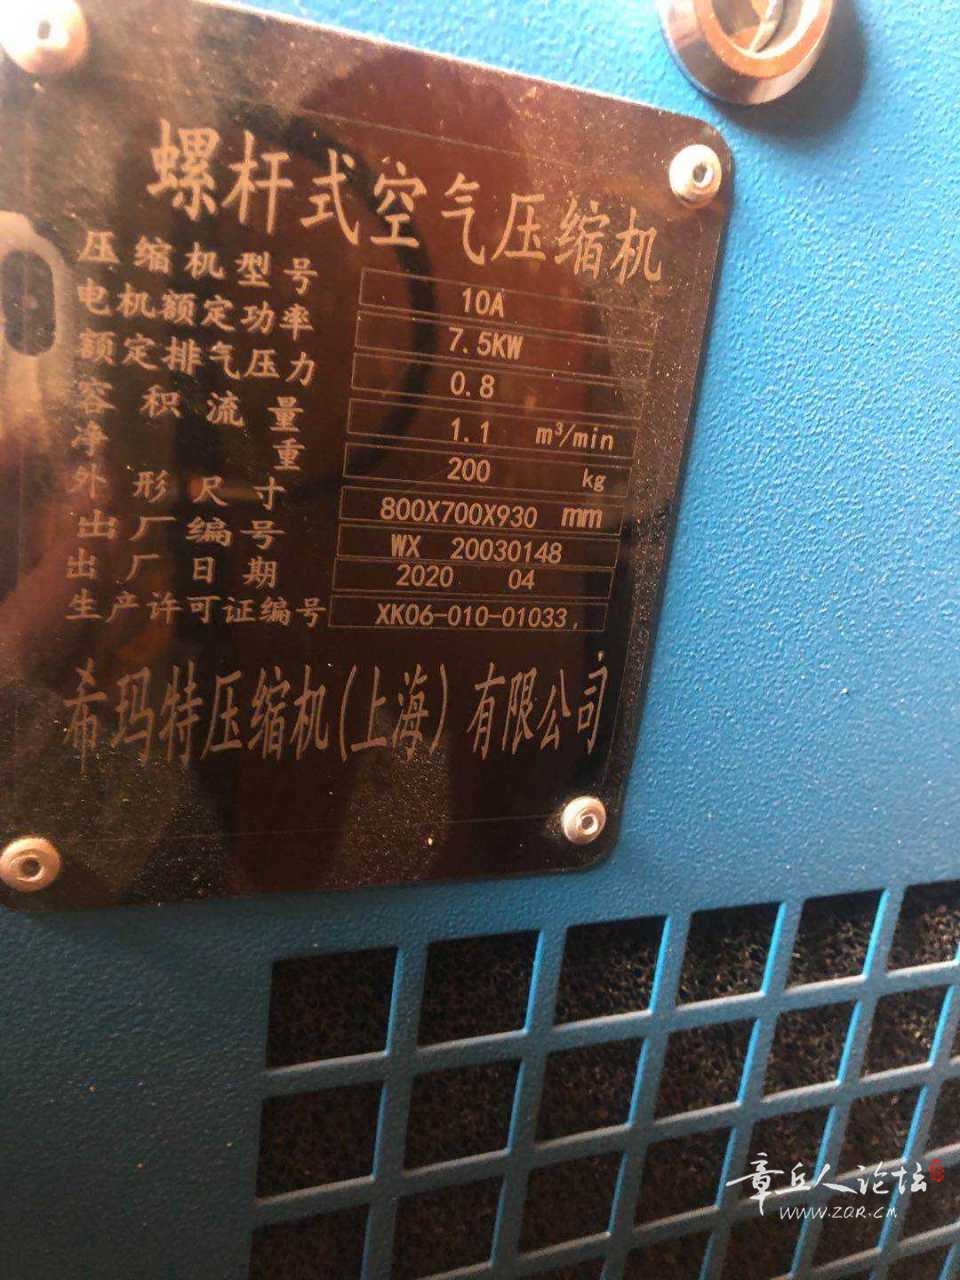 螺杆式空气压缩机
压缩机型号 10A
电机额定功率 7.5KW
额定排气压力 0.8
容积流量 1.1 m³/min
净重 200 kg
外形尺寸 800X700X930 mm
出厂编号 WX 20030148
出厂日期 2020 04
生产许可证编号 XK06-010-01033,
希玛特压缩机(上海)有限公司
章丘人论坛
www.ZQR.cm